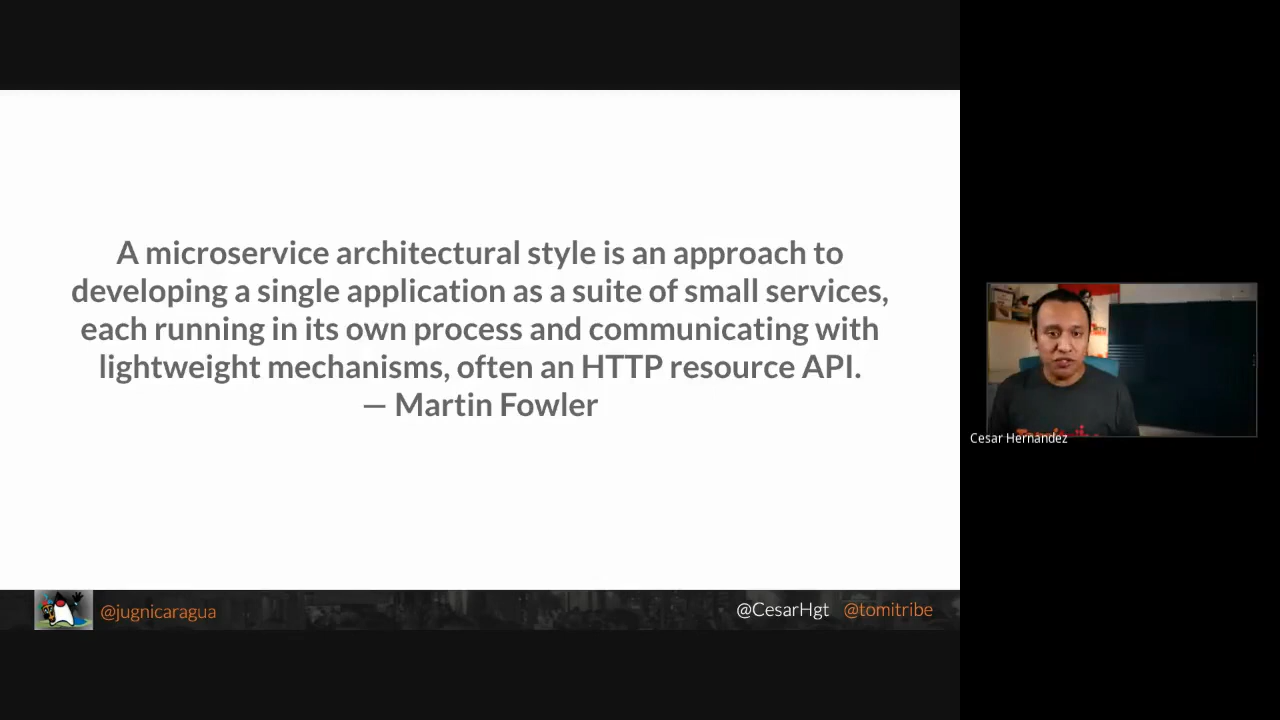 A microservice architectural style is an approach to
developing a single application as a suite of small services,
each running in its own process and communicating with
lightweight mechanisms, often an HTTP resource API.
— Martin Fowler
@jugnicaragua
@CesarHgt @tomitribe
Cesar Hernandez